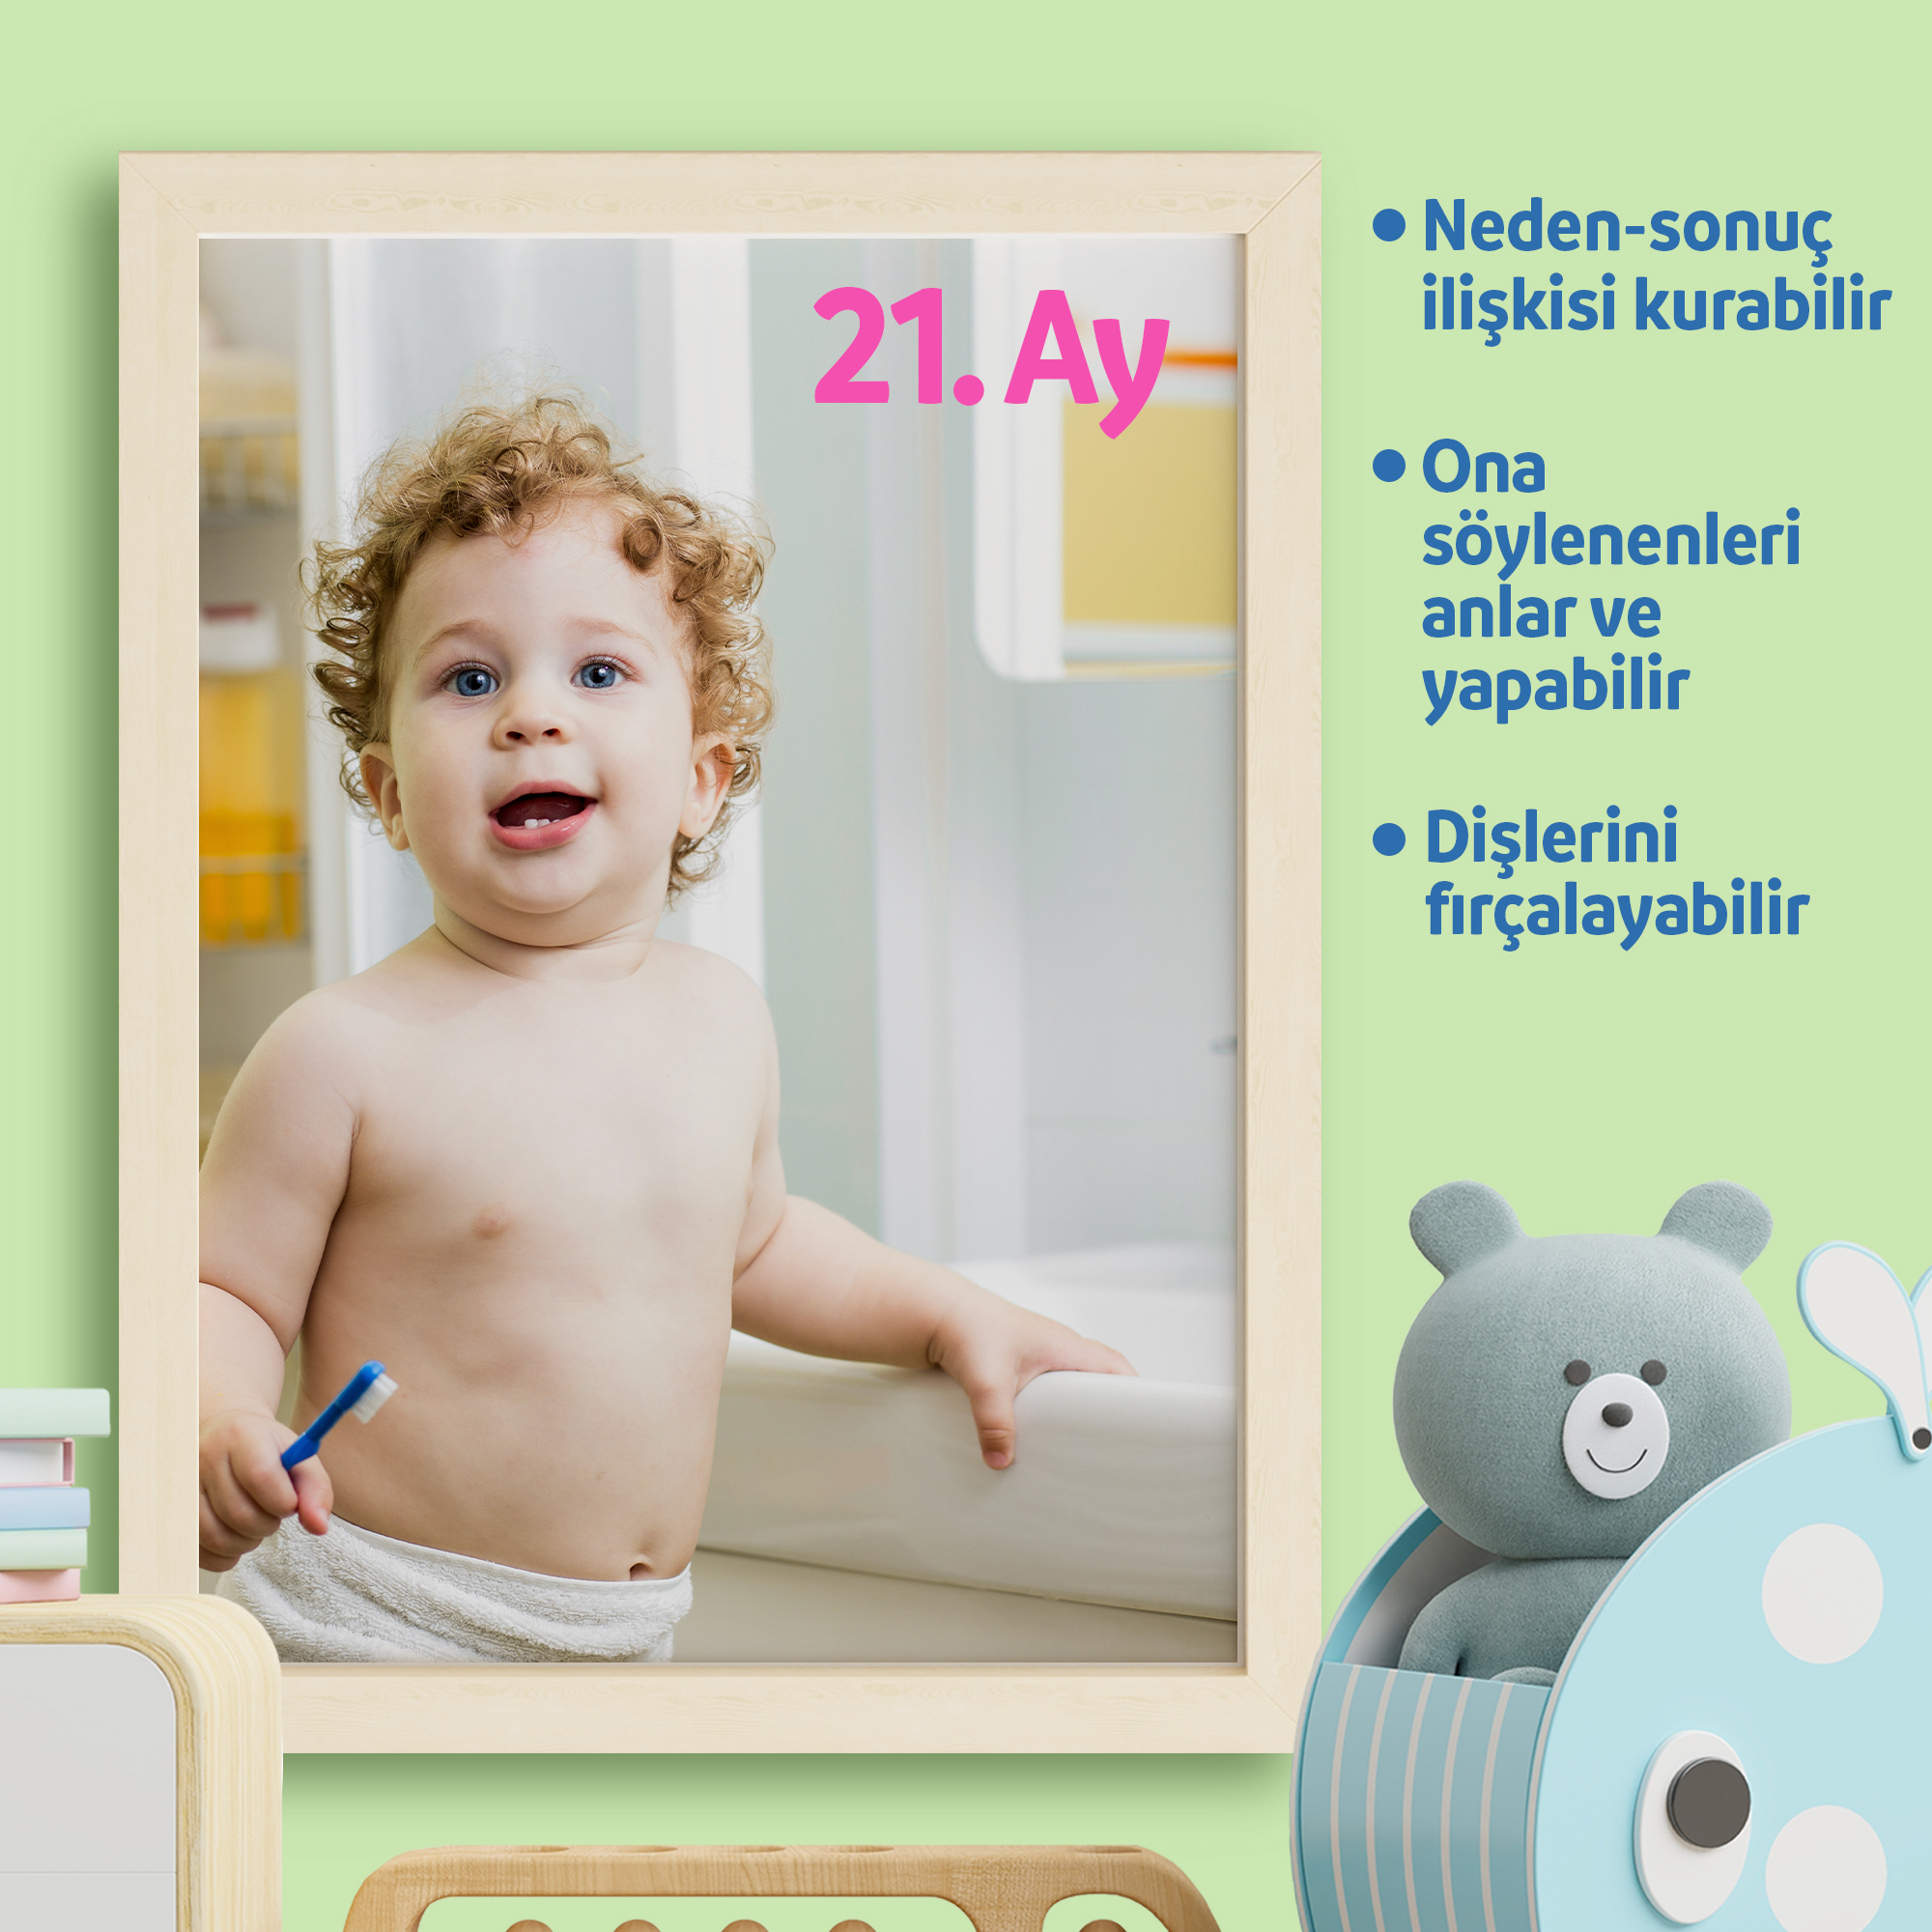 21. Ay
• Neden-sonuç
ilişkisi kurabilir
• Ona
söylenenleri
anlar ve
yapabilir
• Dişlerini
fırçalayabilir